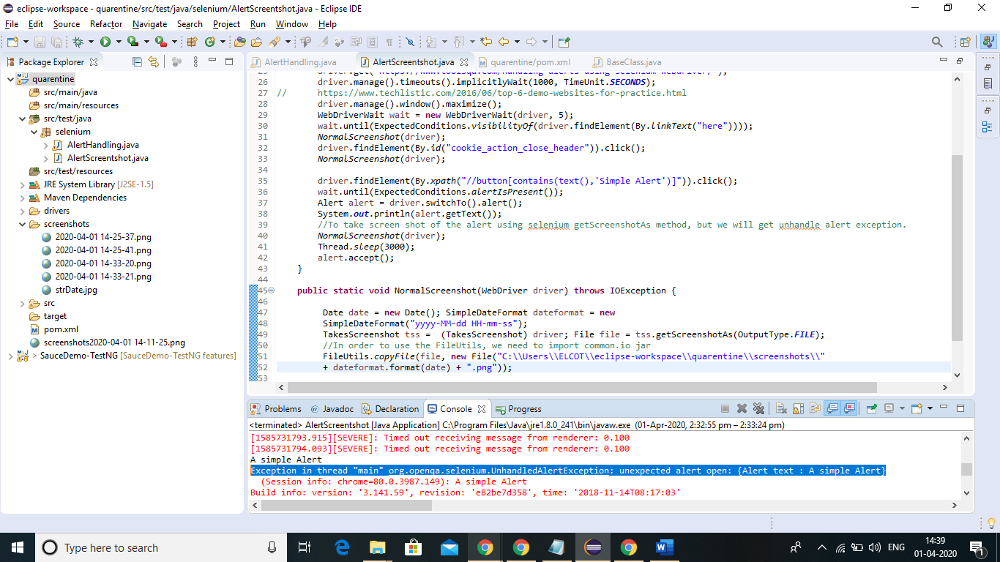 eclipse-workspace - quarentine/src/test/java/selenium/AlertScreentshot.java - Eclipse IDE
File Edit Source Refactor Navigate Search Project Run Window Help
Package Explorer
quarentine
src/main/java
src/main/resources
src/test/java
selenium
AlertHandling.java
AlertScreentshot.java
src/test/resources
JRE System Library [J2SE-1.5]
Maven Dependencies
drivers
screenshots
2020-04-01 14-25-37.png
2020-04-01 14-25-41.png
2020-04-01 14-33-20.png
2020-04-01 14-33-21.png
strDate.jpg
src
target
pom.xml
screenshots2020-04-01 14-11-25.png
> SauceDemo-TestNG [SauceDemo-TestNG features]
AlertHandling.java AlertScreentshot.java quarentine/pom.xml BaseClass.java
26 driver.manage().timeouts().implicitlyWait(1000, TimeUnit.SECONDS);
27 // https://www.techlistic.com/2016/06/top-6-demo-websites-for-practice.html
28 driver.manage().window().maximize();
29 WebDriverWait wait = new WebDriverWait(driver, 5);
30 wait.until(ExpectedConditions.visibilityOf(driver.findElement(By.linkText("here"))));
31 NormalScreenshot(driver);
32 driver.findElement(By.id("cookie_action_close_header")).click();
33 NormalScreenshot(driver);
34
35 driver.findElement(By.xpath("//button[contains(text(),'Simple Alert')]")).click();
36 wait.until(ExpectedConditions.alertIsPresent());
37 Alert alert = driver.switchTo().alert();
38 System.out.println(alert.getText());
39 //To take screen shot of the alert using selenium getScreenshotAs method, but we will get unhandle alert exception.
40 NormalScreenshot(driver);
41 Thread.sleep(3000);
42 alert.accept();
43 }
44
45 public static void NormalScreenshot(WebDriver driver) throws IOException {
46
47 Date date = new Date(); SimpleDateFormat dateformat = new
48 SimpleDateFormat("yyyy-MM-dd HH-mm-ss");
49 TakesScreenshot tss = (TakesScreenshot) driver; File file = tss.getScreenshotAs(OutputType.FILE);
50 //In order to use the FileUtils, we need to import common.io jar
51 FileUtils.copyFile(file, new File("C:\\Users\\ELCOT\\eclipse-workspace\\quarentine\\screenshots\\"
52 + dateformat.format(date) + ".png"));
53
Problems @ Javadoc Declaration Console Progress
<terminated> AlertScreentshot [Java Application] C:\Program Files\Java\jre1.8.0_241\bin\javaw.exe (01-Apr-2020, 2:32:55 pm – 2:33:24 pm)
[1585731793.915][SEVERE]: Timed out receiving message from renderer: 0.100
[1585731794.093][SEVERE]: Timed out receiving message from renderer: 0.100
A simple Alert
Exception in thread "main" org.openqa.selenium.UnhandledAlertException: unexpected alert open: {Alert text : A simple Alert}
(Session info: chrome=80.0.3987.149): A simple Alert
Build info: version: '3.141.59', revision: 'e82be7d358', time: '2018-11-14T08:17:03'
Type here to search
ENG
14:39
01-04-2020
1